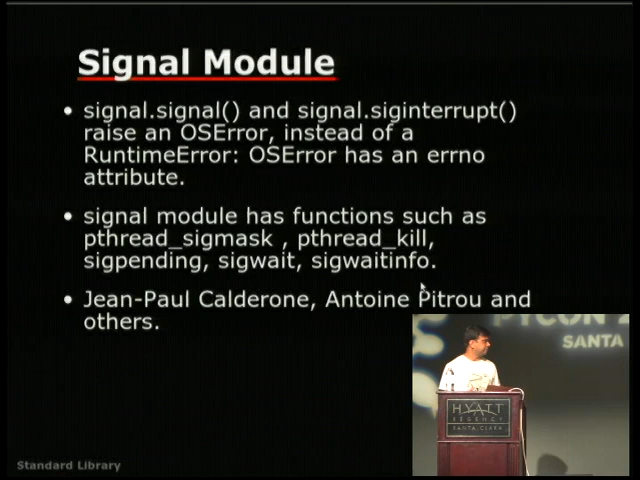 Signal Module
• signal.signal() and signal.siginterrupt()
raise an OSError, instead of a
RuntimeError: OSError has an errno
attribute.
• signal module has functions such as
pthread_sigmask , pthread_kill,
sigpending, sigwait, sigwaitinfo.
• Jean-Paul Calderone, Antoine Pitrou and
others.
PYCON
SANTA
HYATT
REGENCY
SANTA CLARA
Standard Library